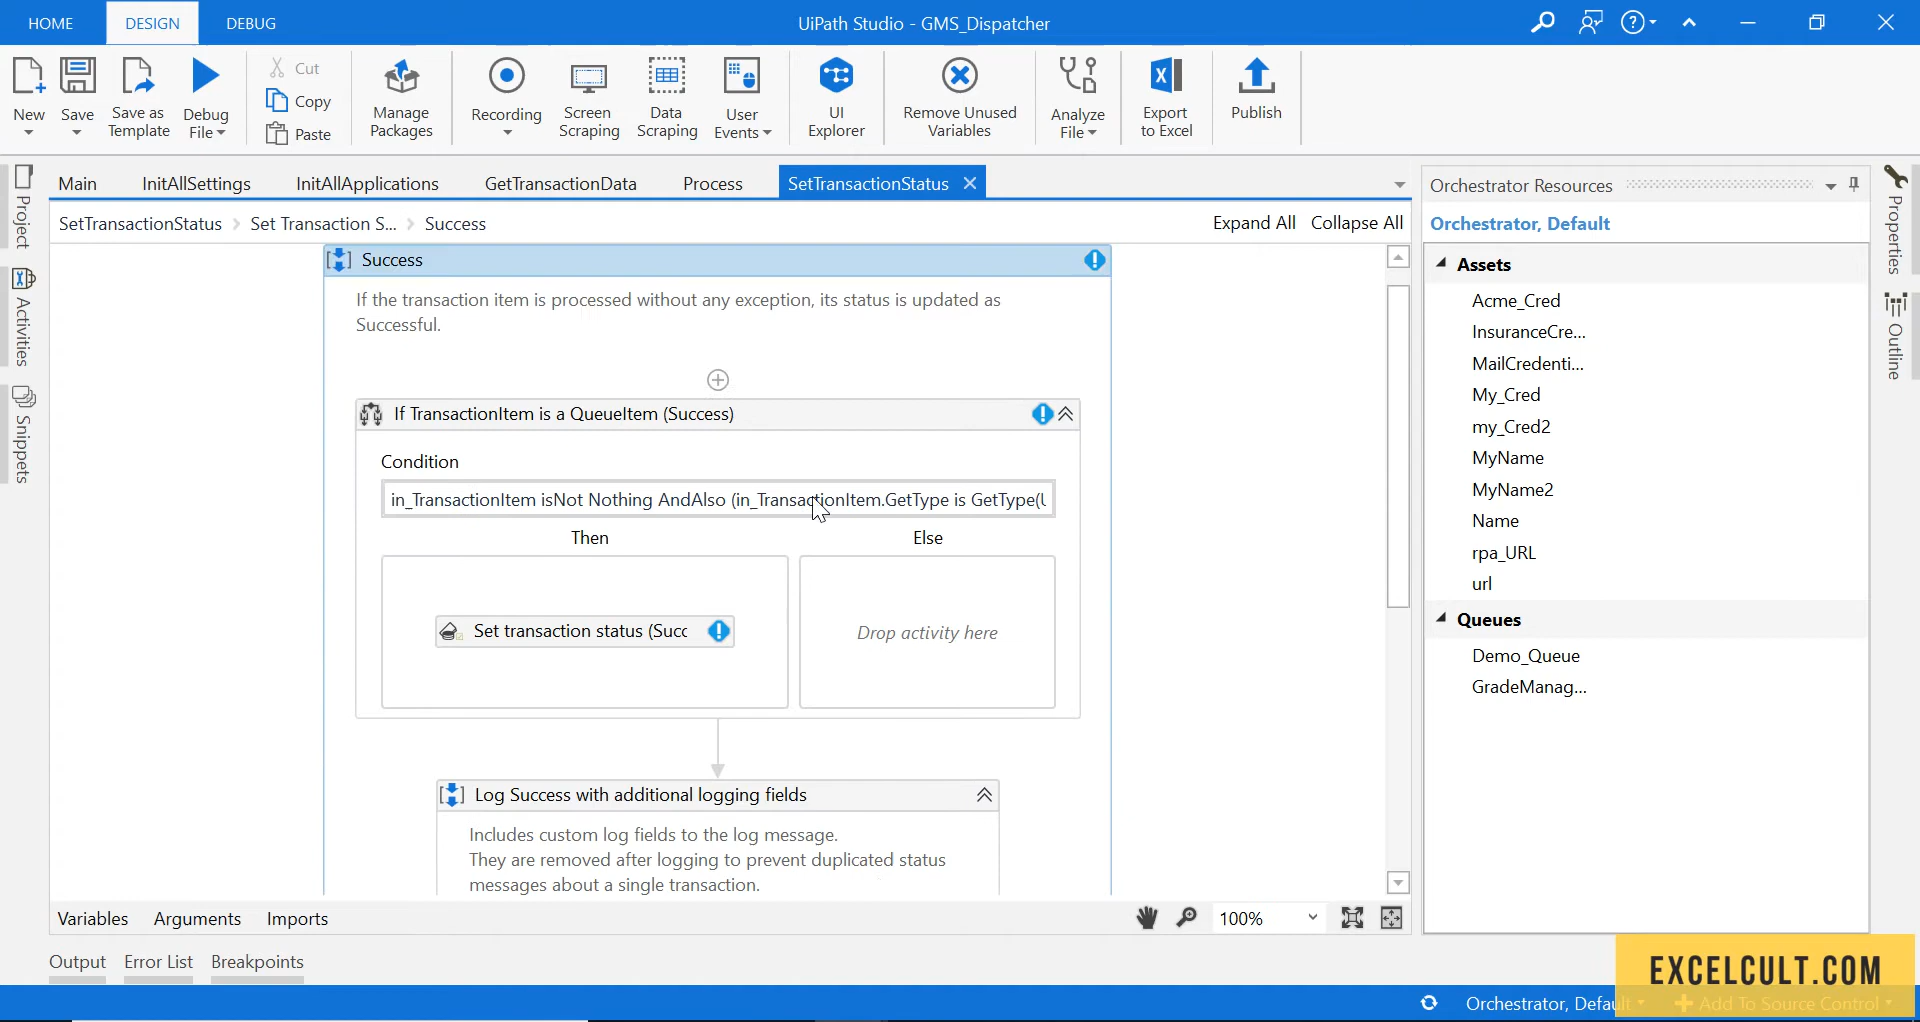 HOME DESIGN DEBUG UiPath Studio - GMS_Dispatcher
New Save Save as Template Debug File Cut Copy Paste Manage Packages Recording Screen Scraping Data Scraping User Events UI Explorer Remove Unused Variables Analyze File Export to Excel Publish
Project
Activities
Snippets
Main InitAllSettings InitAllApplications GetTransactionData Process SetTransactionStatus
SetTransactionStatus Set Transaction S... Success Expand All Collapse All
Success
If the transaction item is processed without any exception, its status is updated as
Successful.
If TransactionItem is a QueueItem (Success)
Condition
in_TransactionItem isNot Nothing AndAlso (in_TransactionItem.GetType is GetType(
Then Else
Set transaction status (Succ
Drop activity here
Log Success with additional logging fields
Includes custom log fields to the log message.
They are removed after logging to prevent duplicated status
messages about a single transaction.
Variables Arguments Imports 100%
Output Error List Breakpoints
Orchestrator Resources
Orchestrator, Default
Assets
Acme_Cred
InsuranceCre...
MailCredenti...
My_Cred
my_Cred2
MyName
MyName2
Name
rpa_URL
url
Queues
Demo_Queue
GradeManag...
Properties
Outline
EXCELCULT.COM
Orchestrator, Default Add To Source Control